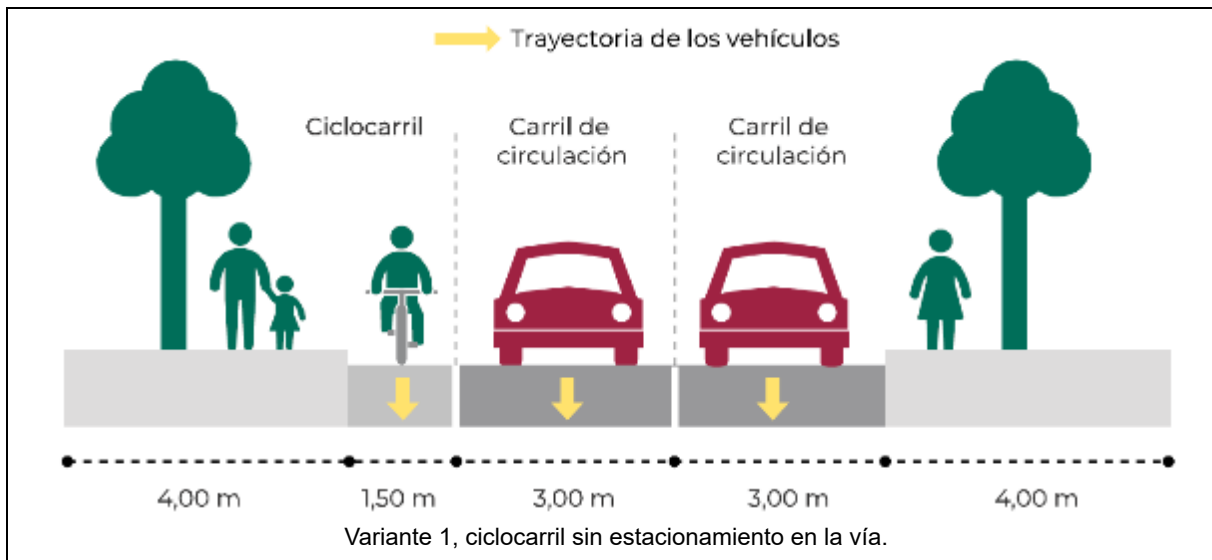 Trayectoria de los vehículos
Ciclocarril
Carril de
circulación
Carril de
circulación
4,00 m
1,50 m
3,00 m
3,00 m
4,00 m
Variante 1, ciclocarril sin estacionamiento en la vía.